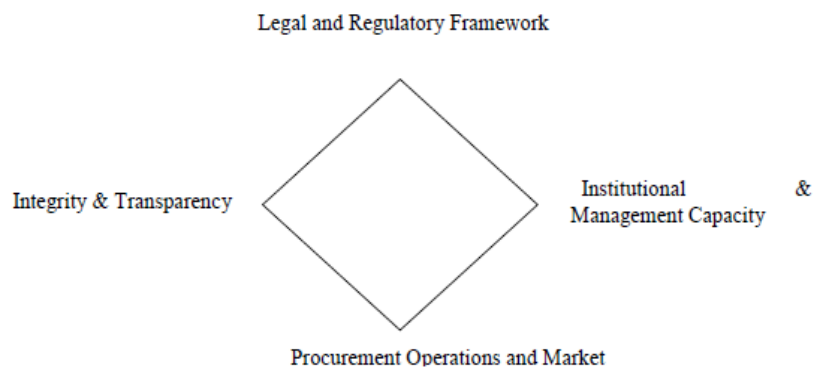 Legal and Regulatory Framework
Integrity & Transparency
Institutional &
Management Capacity
Procurement Operations and Market